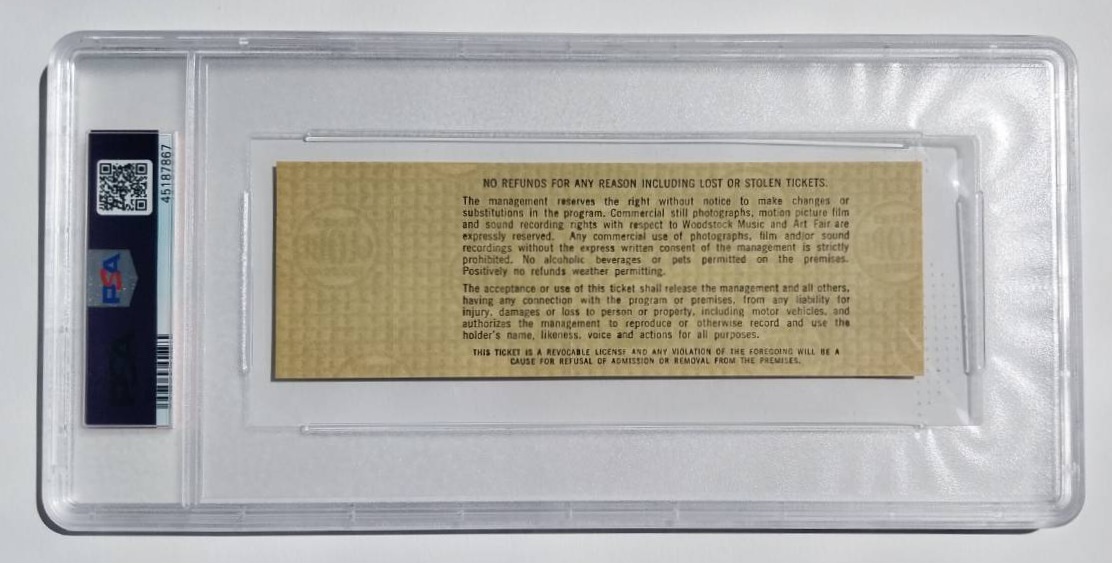 45187867
PSA
NO REFUNDS FOR ANY REASON INCLUDING LOST OR STOLEN TICKETS.
The management reserves the right without notice to make changes or
substitutions in the program. Commercial still photographs, motion picture film
and sound recording rights with respect to Woodstock Music and Art Fair are
expressly reserved. Any commercial use of photographs, film and/or sound
recordings without the express written consent of the management is strictly
prohibited. No alcoholic beverages or pets permitted on the premises.
Positively no refunds weather permitting.
The acceptance or use of this ticket shall release the management and all others,
having any connection with the program or premises, from any liability for
injury, damages or loss to person or property, including motor vehicles, and
authorizes the management to reproduce or otherwise record and use the
holder's name, likeness, voice and actions for all purposes.
THIS TICKET IS A REVOCABLE LICENSE AND ANY VIOLATION OF THE FOREGOING WILL BE A
CAUSE FOR REFUSAL OF ADMISSION OR REMOVAL FROM THE PREMISES.